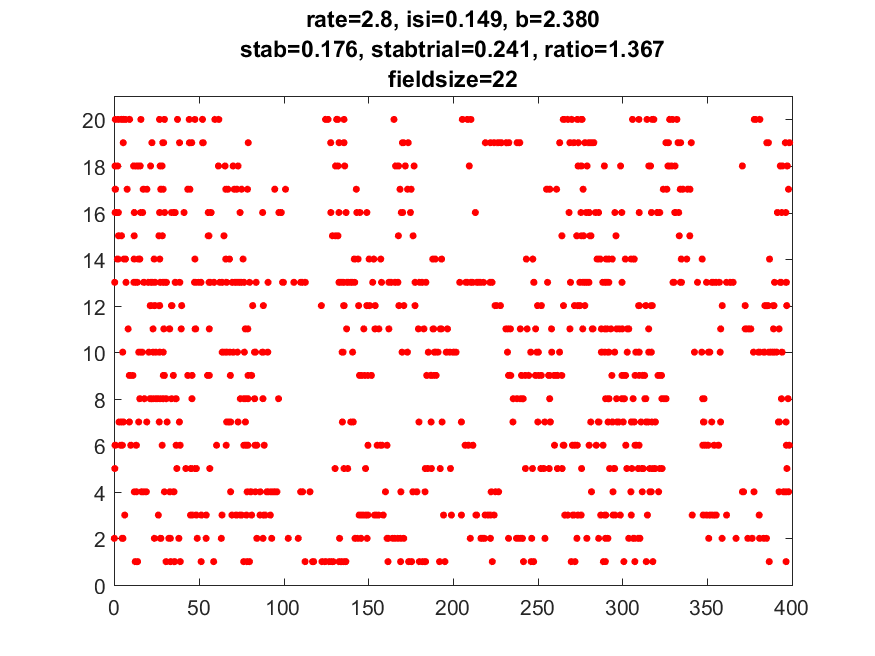 rate=2.8, isi=0.149, b=2.380
stab=0.176, stabtrial=0.241, ratio=1.367
fieldsize=22
20
18
16
14
12
10
8
6
4
2
0
0 50 100 150 200 250 300 350 400